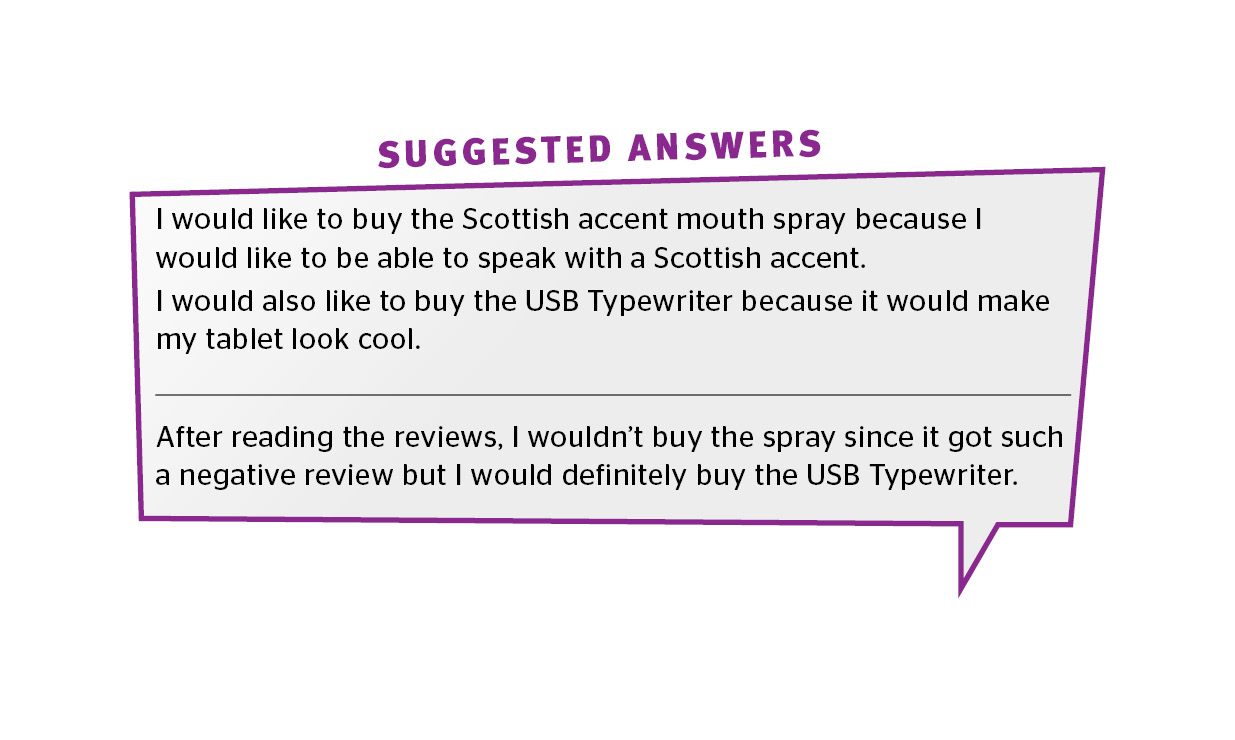 SUGGESTED ANSWERS
I would like to buy the Scottish accent mouth spray because I
would like to be able to speak with a Scottish accent.
I would also like to buy the USB Typewriter because it would make
my tablet look cool.
After reading the reviews, I wouldn’t buy the spray since it got such
a negative review but I would definitely buy the USB Typewriter.